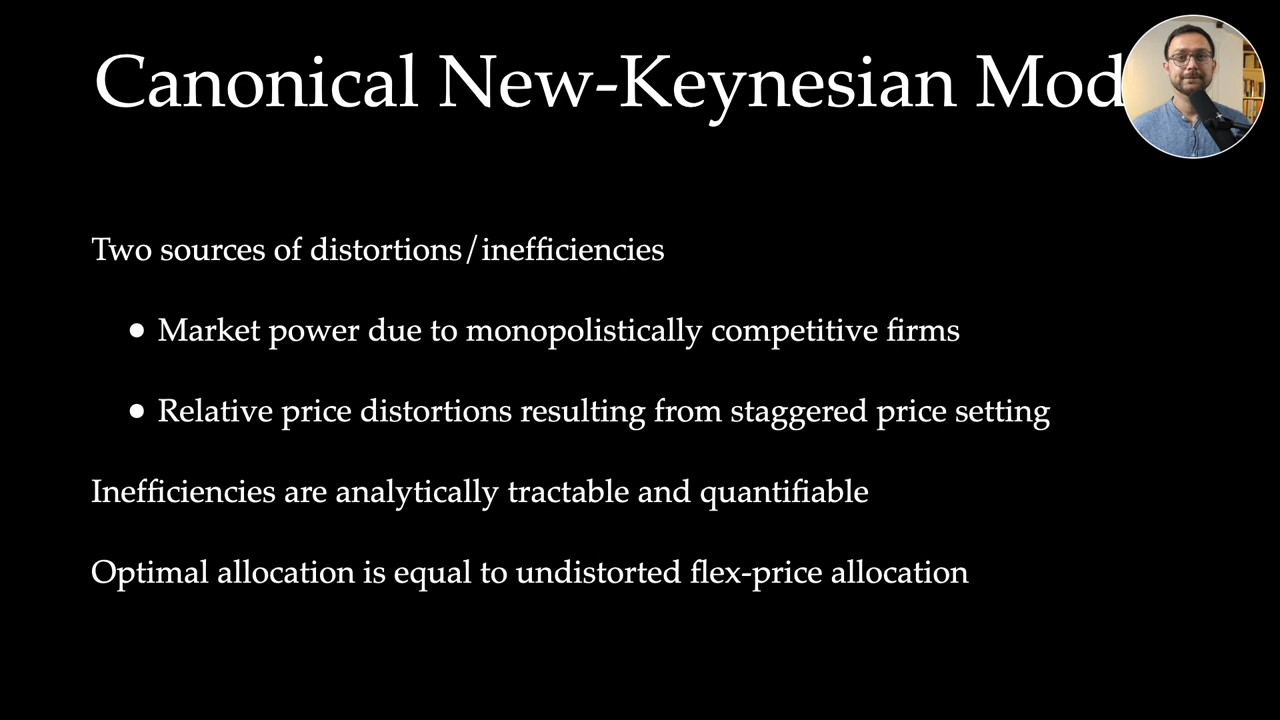 Canonical New-Keynesian Mod
Two sources of distortions/inefficiencies
● Market power due to monopolistically competitive firms
● Relative price distortions resulting from staggered price setting
Inefficiencies are analytically tractable and quantifiable
Optimal allocation is equal to undistorted flex-price allocation